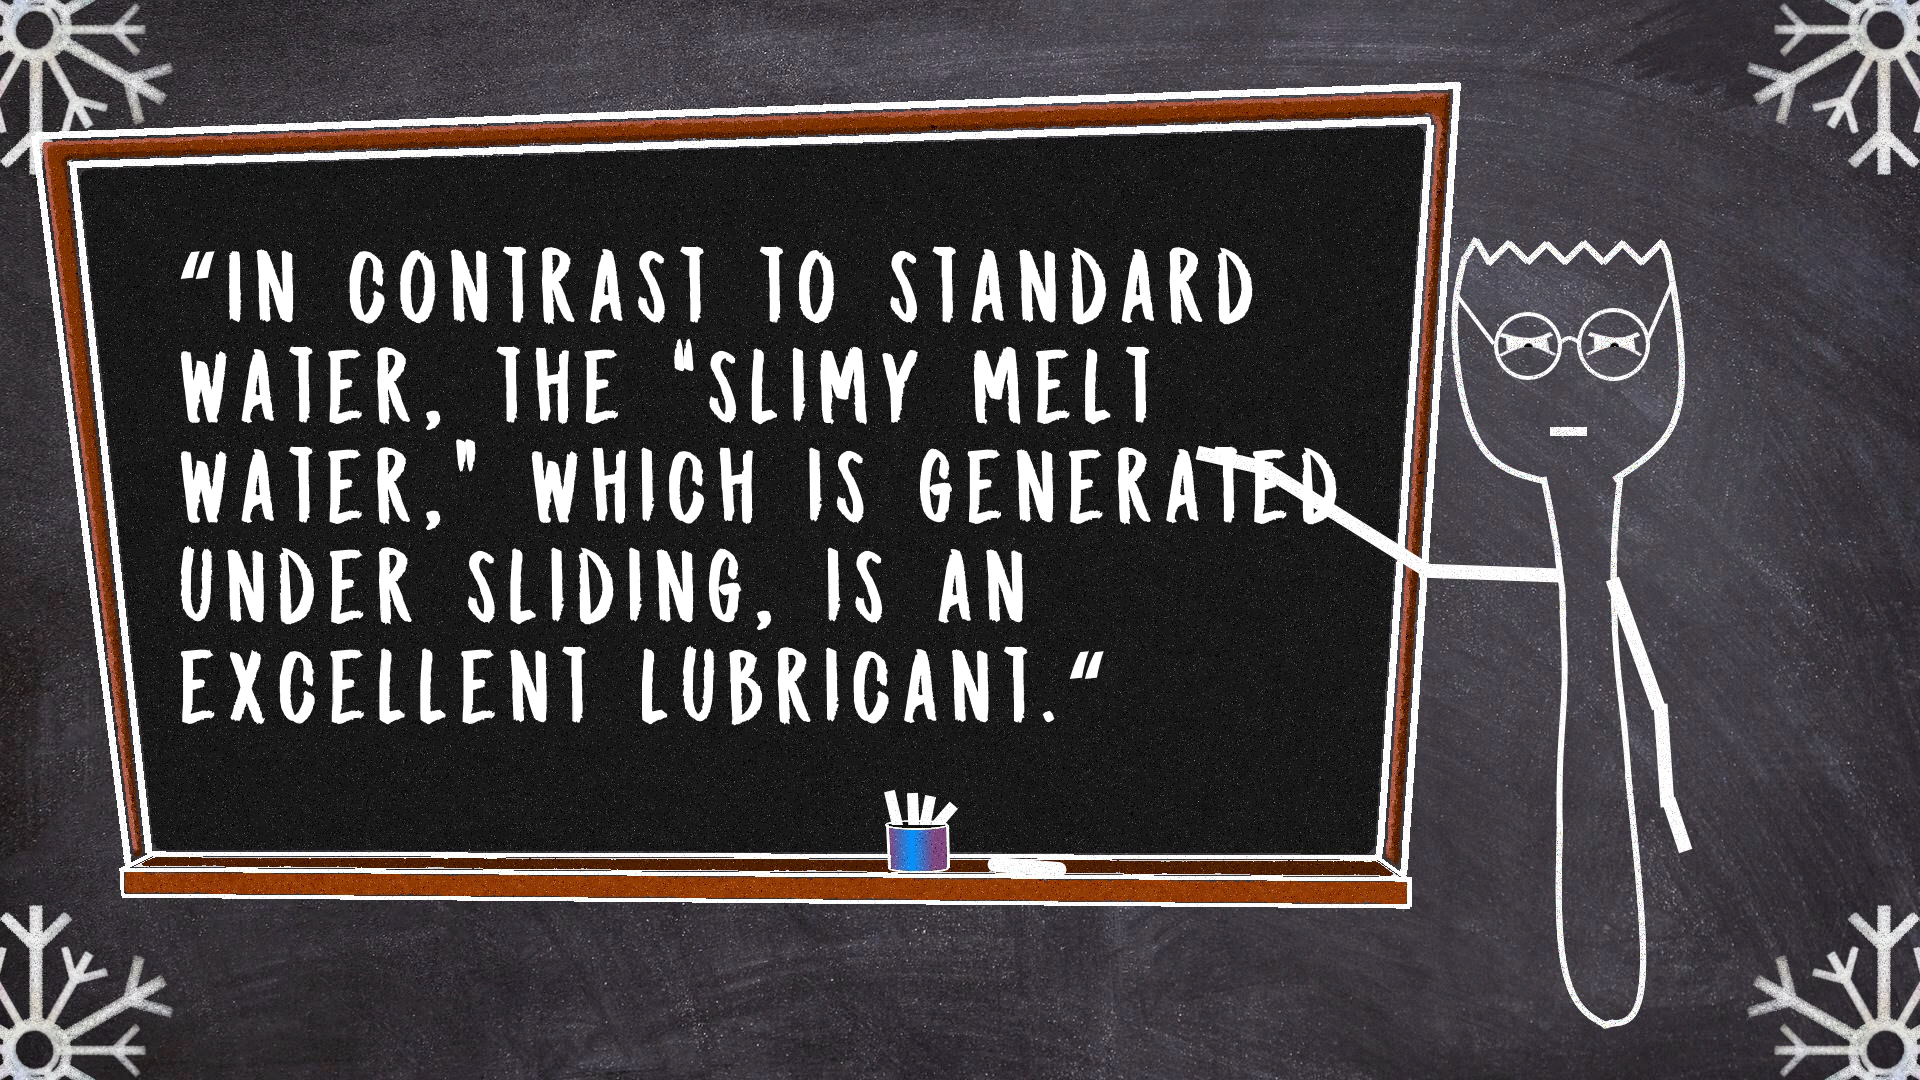 “IN CONTRAST TO STANDARD
WATER, THE "SLIMY MELT
WATER," WHICH IS GENERATED
UNDER SLIDING, IS AN
EXCELLENT LUBRICANT.“